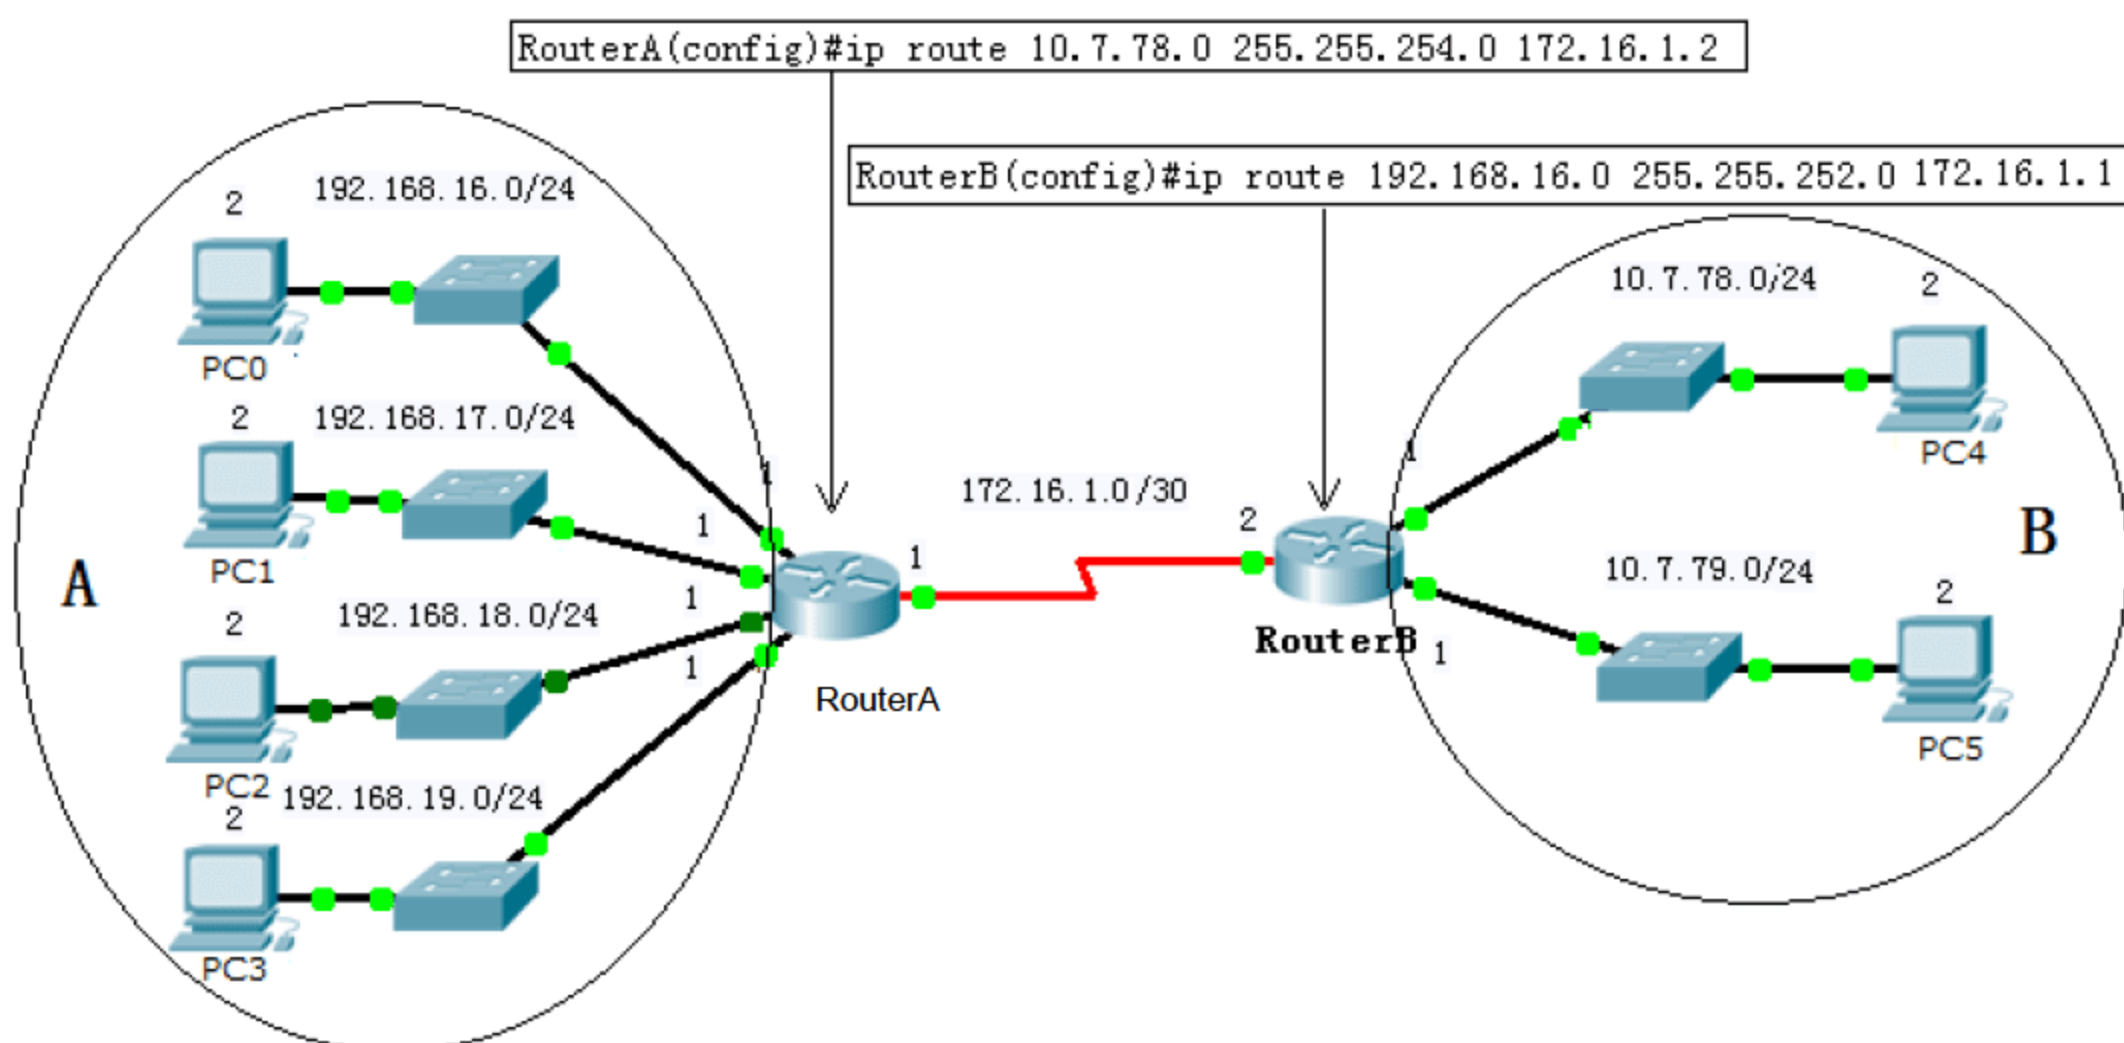 RouterA(config)#ip route 10.7.78.0 255.255.254.0 172.16.1.2
RouterB(config)#ip route 192.168.16.0 255.255.252.0 172.16.1.1
2
192.168.16.0/24
PC0
2
192.168.17.0/24
PC1
2
192.168.18.0/24
PC2
2
192.168.19.0/24
PC3
A
1
1
1
1
RouterA
1
172.16.1.0/30
2
RouterB
1
10.7.78.0/24
2
PC4
B
10.7.79.0/24
2
1
PC5